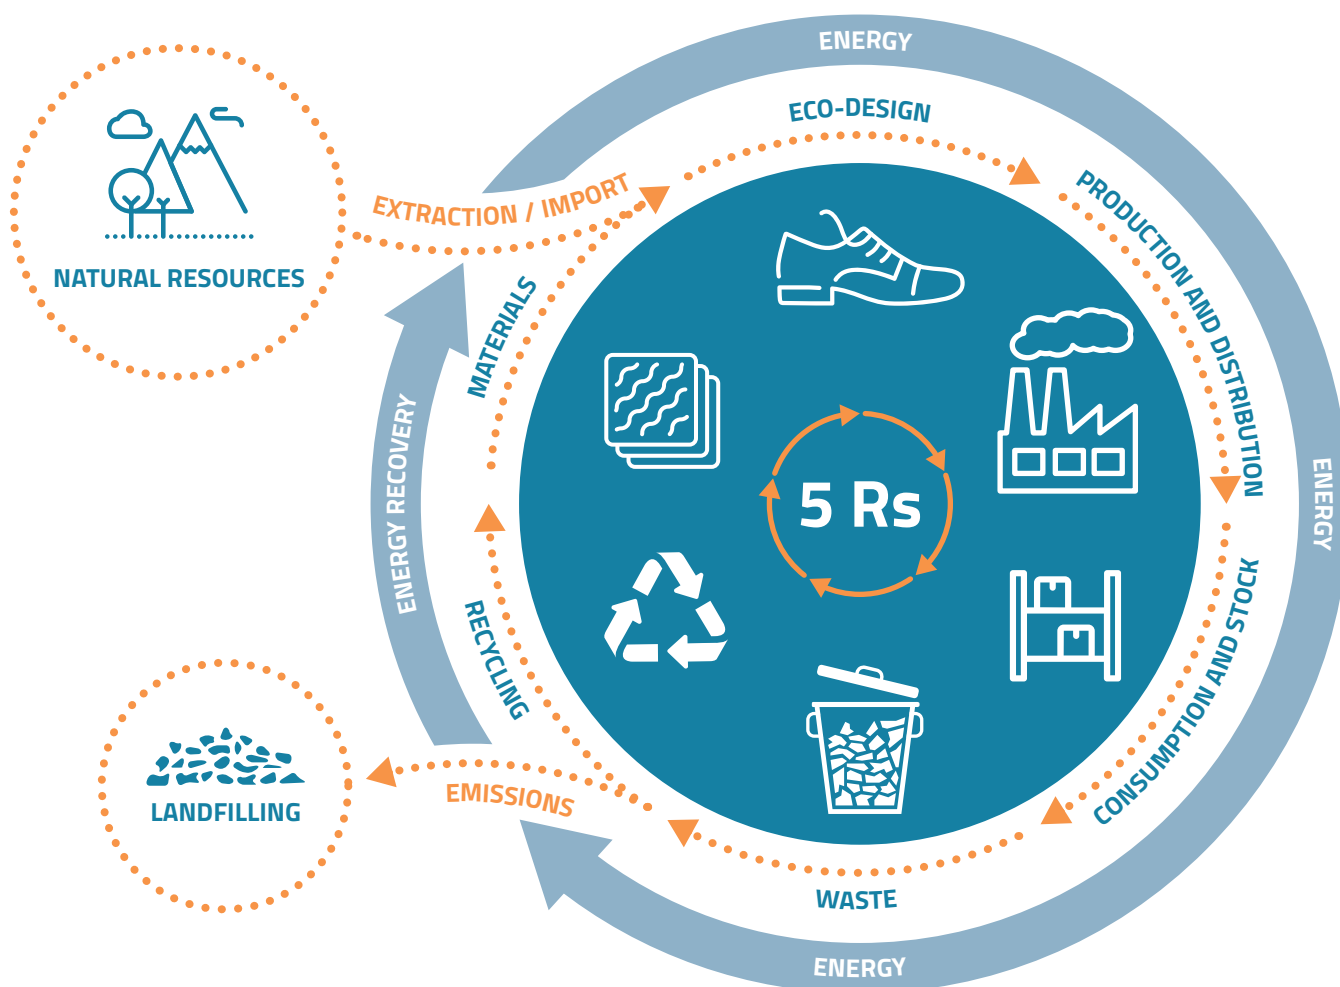 ENERGY
ECO-DESIGN
EXTRACTION / IMPORT
PRODUCTION AND DISTRIBUTION
NATURAL RESOURCES
MATERIALS
ENERGY RECOVERY
5 Rs
ENERGY
RECYCLING
CONSUMPTION AND STOCK
EMISSIONS
LANDFILLING
WASTE
ENERGY